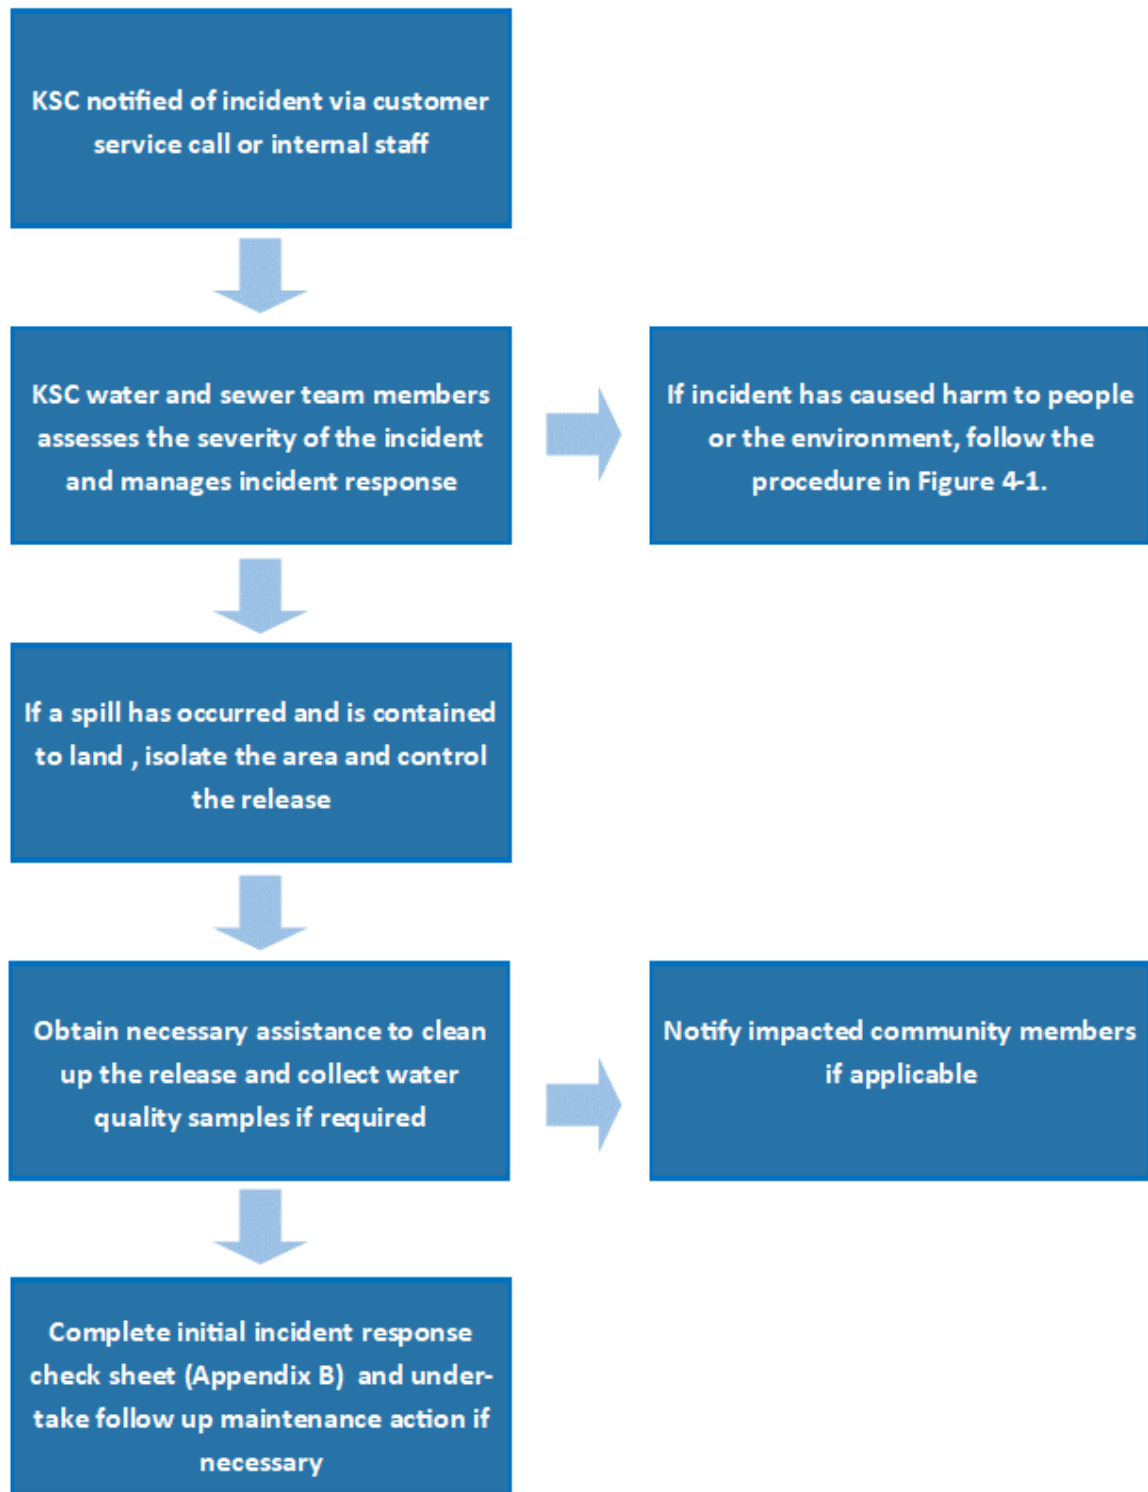 KSC notified of incident via customer
service call or internal staff
KSC water and sewer team members
assesses the severity of the incident
and manages incident response
If incident has caused harm to people
or the environment, follow the
procedure in Figure 4-1.
If a spill has occurred and is contained
to land , isolate the area and control
the release
Obtain necessary assistance to clean
up the release and collect water
quality samples if required
Notify impacted community members
if applicable
Complete initial incident response
check sheet (Appendix B)  and under-
take follow up maintenance action if
necessary